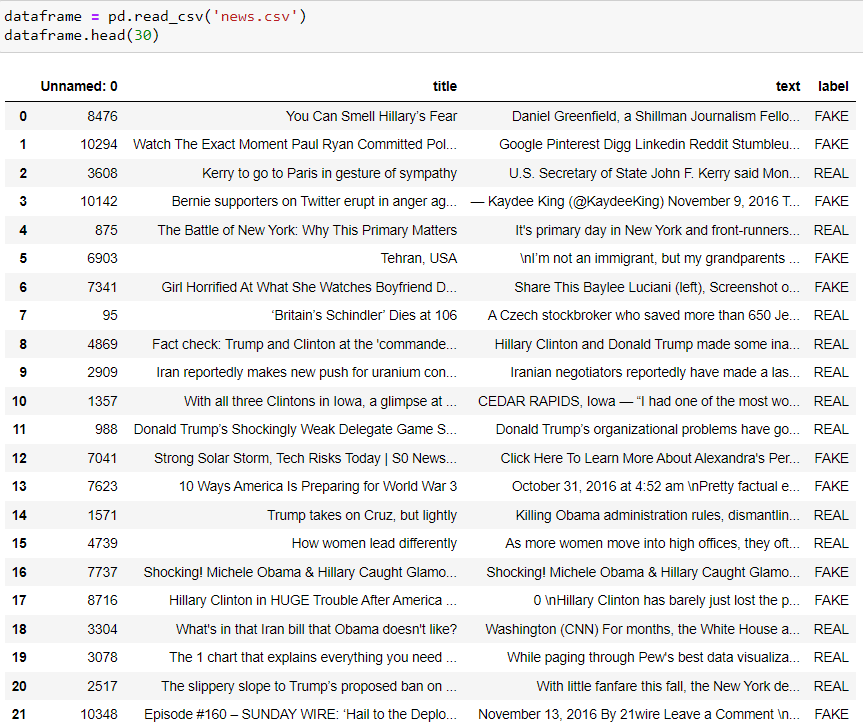 dataframe = pd.read_csv('news.csv')
dataframe.head(30)
Unnamed: 0 title text label
0 8476 You Can Smell Hillary’s Fear Daniel Greenfield, a Shillman Journalism Fello... FAKE
1 10294 Watch The Exact Moment Paul Ryan Committed Pol... Google Pinterest Digg Linkedin Reddit Stumbleu... FAKE
2 3608 Kerry to go to Paris in gesture of sympathy U.S. Secretary of State John F. Kerry said Mon... REAL
3 10142 Bernie supporters on Twitter erupt in anger ag... — Kaydee King (@KaydeeKing) November 9, 2016 T... FAKE
4 875 The Battle of New York: Why This Primary Matters It's primary day in New York and front-runners... REAL
5 6903 Tehran, USA \nI’m not an immigrant, but my grandparents ... FAKE
6 7341 Girl Horrified At What She Watches Boyfriend D... Share This Baylee Luciani (left), Screenshot o... FAKE
7 95 ‘Britain’s Schindler’ Dies at 106 A Czech stockbroker who saved more than 650 Je... REAL
8 4869 Fact check: Trump and Clinton at the 'commande... Hillary Clinton and Donald Trump made some ina... REAL
9 2909 Iran reportedly makes new push for uranium con... Iranian negotiators reportedly have made a las... REAL
10 1357 With all three Clintons in Iowa, a glimpse at ... CEDAR RAPIDS, Iowa — “I had one of the most wo... REAL
11 988 Donald Trump’s Shockingly Weak Delegate Game S... Donald Trump’s organizational problems have go... REAL
12 7041 Strong Solar Storm, Tech Risks Today | S0 News... Click Here To Learn More About Alexandra's Per... FAKE
13 7623 10 Ways America Is Preparing for World War 3 October 31, 2016 at 4:52 am \nPretty factual e... FAKE
14 1571 Trump takes on Cruz, but lightly Killing Obama administration rules, dismantlin... REAL
15 4739 How women lead differently As more women move into high offices, they oft... REAL
16 7737 Shocking! Michele Obama & Hillary Caught Glamo... Shocking! Michele Obama & Hillary Caught Glamo... FAKE
17 8716 Hillary Clinton in HUGE Trouble After America ... 0 \nHillary Clinton has barely just lost the p... FAKE
18 3304 What's in that Iran bill that Obama doesn't like? Washington (CNN) For months, the White House a... REAL
19 3078 The 1 chart that explains everything you need ... While paging through Pew's best data visualiza... REAL
20 2517 The slippery slope to Trump’s proposed ban on ... With little fanfare this fall, the New York de... REAL
21 10348 Episode #160 – SUNDAY WIRE: ‘Hail to the Deplo... November 13, 2016 By 21wire Leave a Comment \n... FAKE